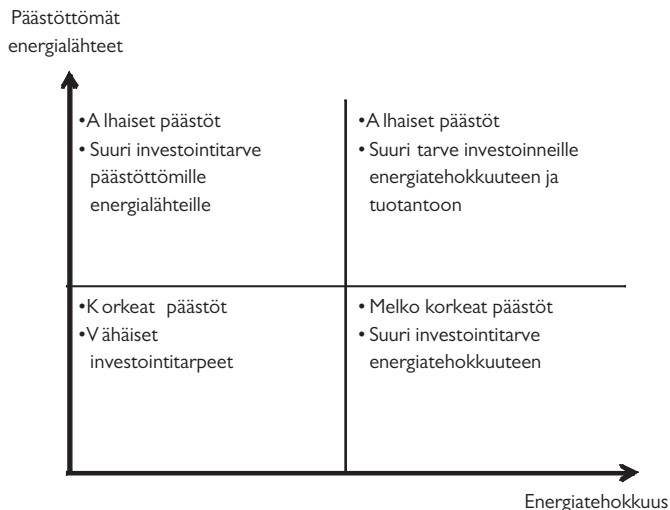 Päästöttömät
energialähteet
•Alhaiset päästöt
• Suuri investointitarve
päästöttömille
energialähteille
•Alhaiset päästöt
• Suuri tarve investoinneille
energiatehokkuuteen ja
tuotantoon
•Korkeat päästöt
•Vähäiset
investointitarpeet
• Melko korkeat päästöt
• Suuri investointitarve
energiatehokkuuteen
Energiatehokkuus